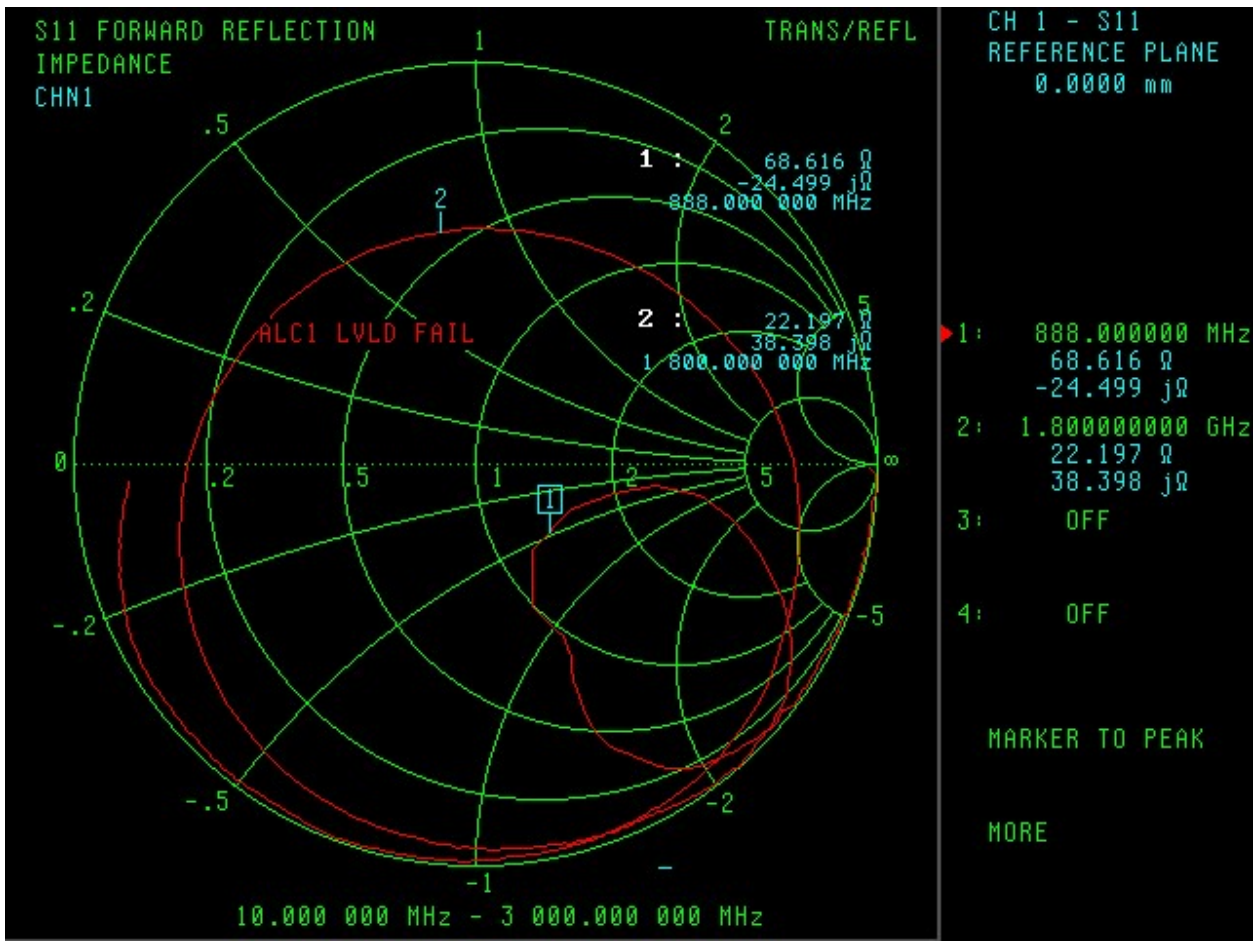 S11 FORWARD REFLECTION
IMPEDANCE
CHN1
TRANS/REFL
1
.5
2
.2
5
0
.2
.5
1
2
5
∞
-.2
-5
-.5
-2
-1
2
1
1 :
68.616 Ω
-24.499 jΩ
888.000 000 MHz
2 :
22.197 Ω
38.398 jΩ
1 800.000 000 MHz
ALC1 LVLD FAIL
10.000 000 MHz - 3 000.000 000 MHz
CH 1 - S11
REFERENCE PLANE
0.0000 mm
1: 888.000000 MHz
68.616 Ω
-24.499 jΩ
2: 1.800000000 GHz
22.197 Ω
38.398 jΩ
3: OFF
4: OFF
MARKER TO PEAK
MORE